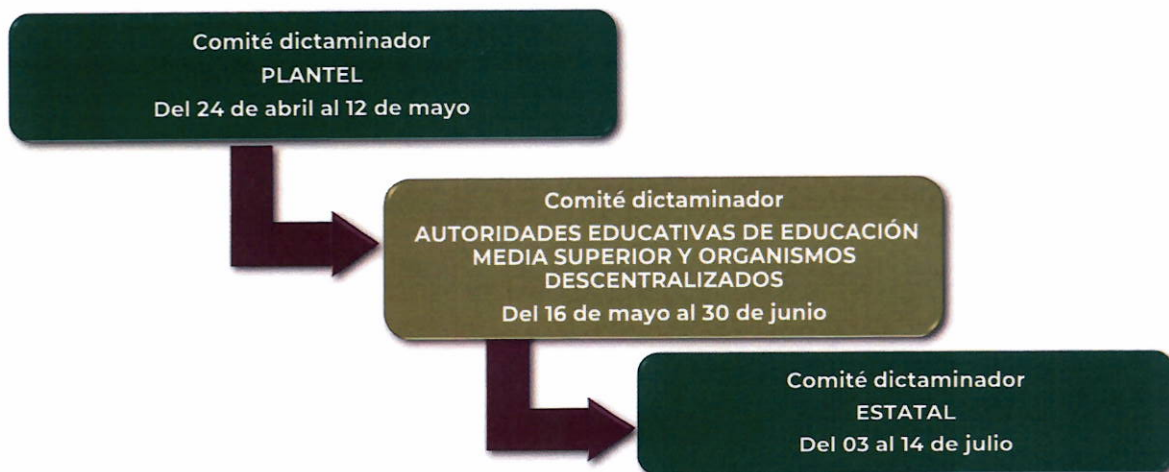 Comité dictaminador
PLANTEL
Del 24 de abril al 12 de mayo
Comité dictaminador
AUTORIDADES EDUCATIVAS DE EDUCACIÓN
MEDIA SUPERIOR Y ORGANISMOS
DESCENTRALIZADOS
Del 16 de mayo al 30 de junio
Comité dictaminador
ESTATAL
Del 03 al 14 de julio